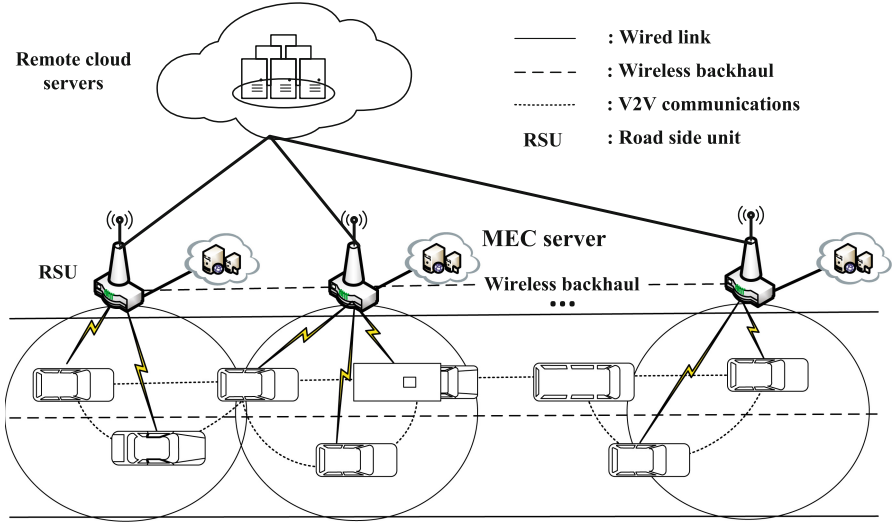 Remote cloud
servers
: Wired link
: Wireless backhaul
: V2V communications
RSU : Road side unit
MEC server
RSU
Wireless backhaul